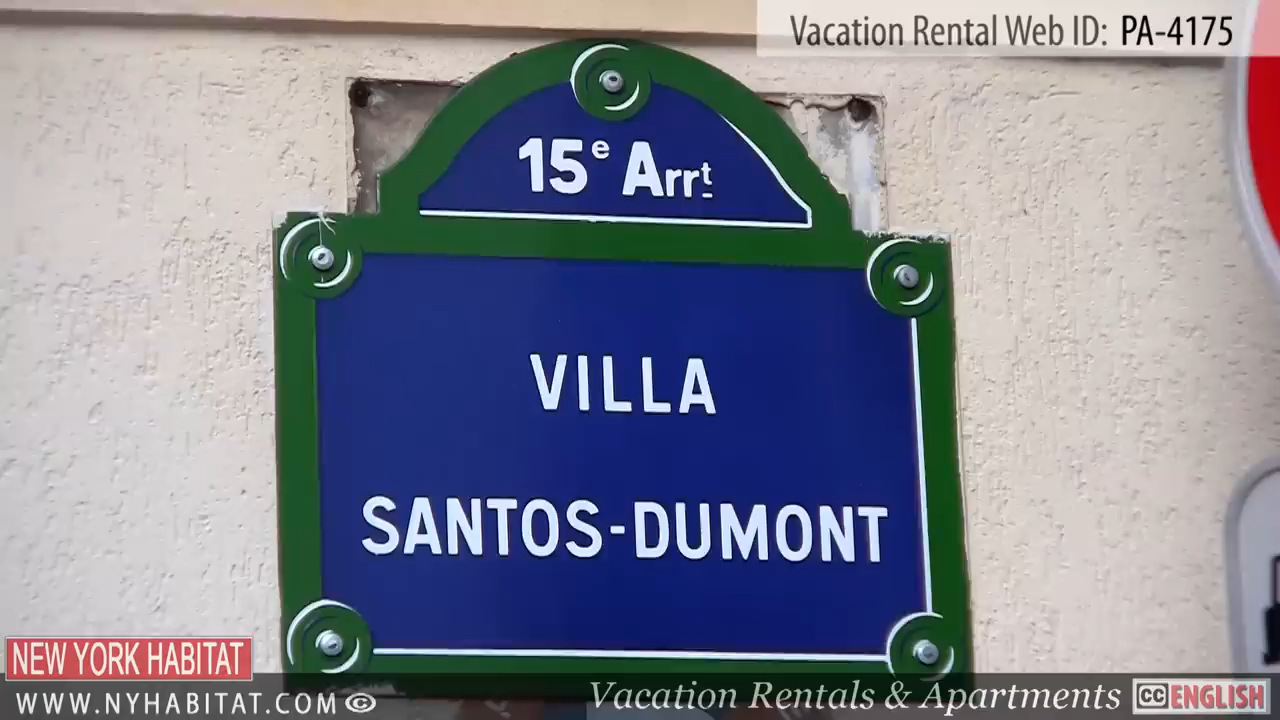 Vacation Rental Web ID: PA-4175
15e Arrt
VILLA
SANTOS-DUMONT
NEW YORK HABITAT
WWW.NYHABITAT.COM ©
Vacation Rentals & Apartments
CC ENGLISH